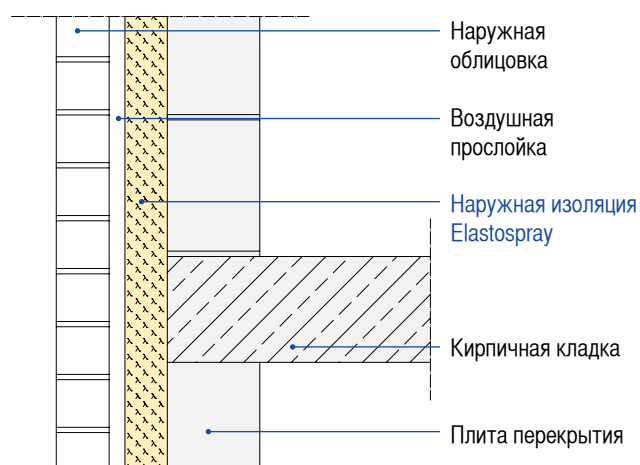 Наружная
облицовка
Воздушная
прослойка
Наружная изоляция
Elastospray
Кирпичная кладка
Плита перекрытия